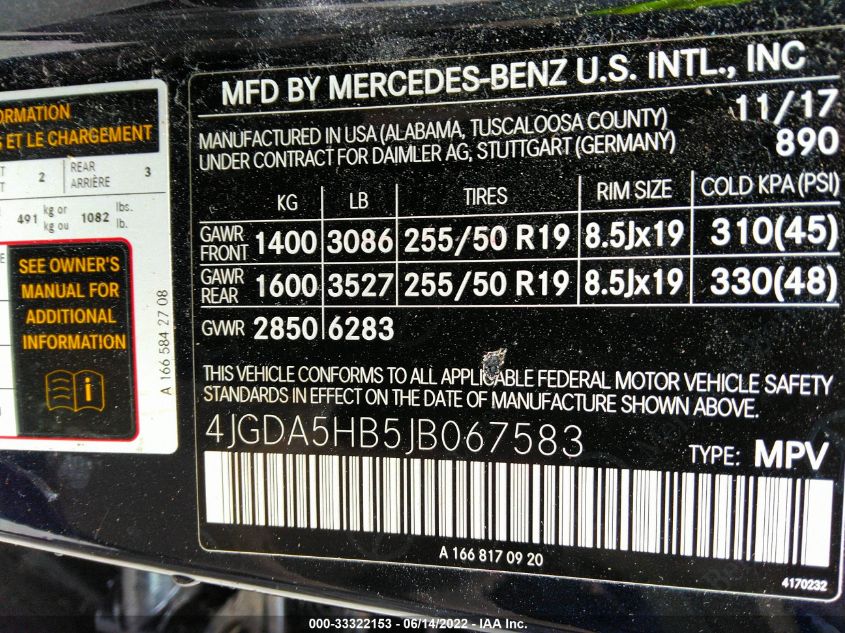 ORMATION
S ET LE CHARGEMENT
2 REAR ARRIÈRE 3
491 kg or kg ou 1082 lbs. lb.
SEE OWNER'S
MANUAL FOR
ADDITIONAL
INFORMATION
A 166 584 27 08
MFD BY MERCEDES-BENZ U.S. INTL., INC
11/17
MANUFACTURED IN USA (ALABAMA, TUSCALOOSA COUNTY)
UNDER CONTRACT FOR DAIMLER AG, STUTTGART (GERMANY)
890
KG LB TIRES RIM SIZE COLD KPA (PSI)
GAWR FRONT 1400 3086 255/50 R19 8.5Jx19 310(45)
GAWR REAR 1600 3527 255/50 R19 8.5Jx19 330(48)
GVWR 2850 6283
THIS VEHICLE CONFORMS TO ALL APPLICABLE FEDERAL MOTOR VEHICLE SAFETY
STANDARDS IN EFFECT ON THE DATE OF MANUFACTURE SHOWN ABOVE.
4JGDA5HB5JB067583
TYPE: MPV
A 166 817 09 20
4170232
000-33322153 - 06/14/2022 - IAA Inc.